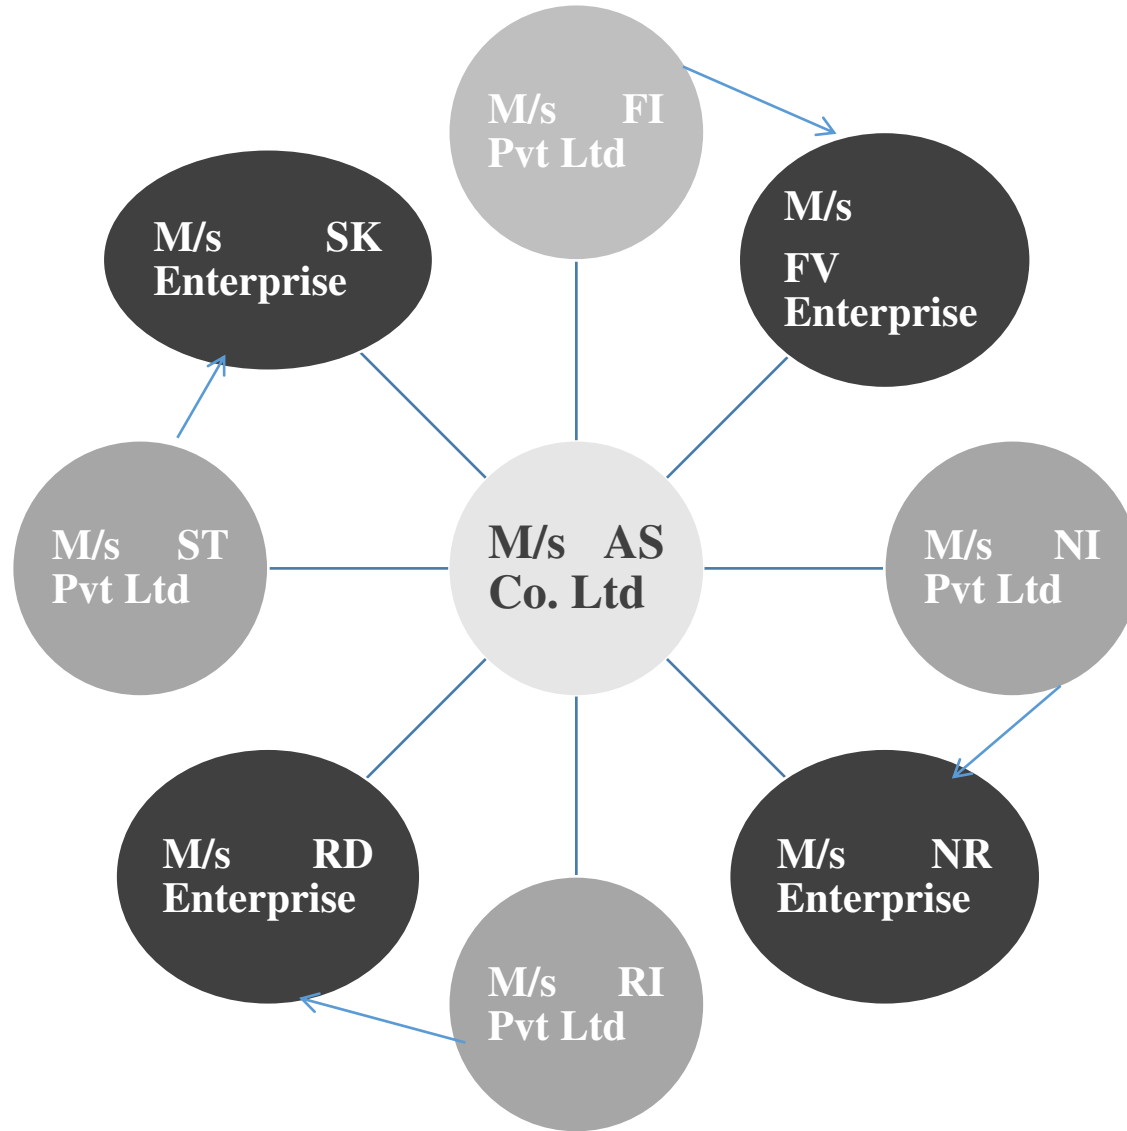 M/s FI
Pvt Ltd
M/s
FV
Enterprise
M/s SK
Enterprise
M/s AS
Co. Ltd
M/s ST
Pvt Ltd
M/s NI
Pvt Ltd
M/s RD
Enterprise
M/s NR
Enterprise
M/s RI
Pvt Ltd